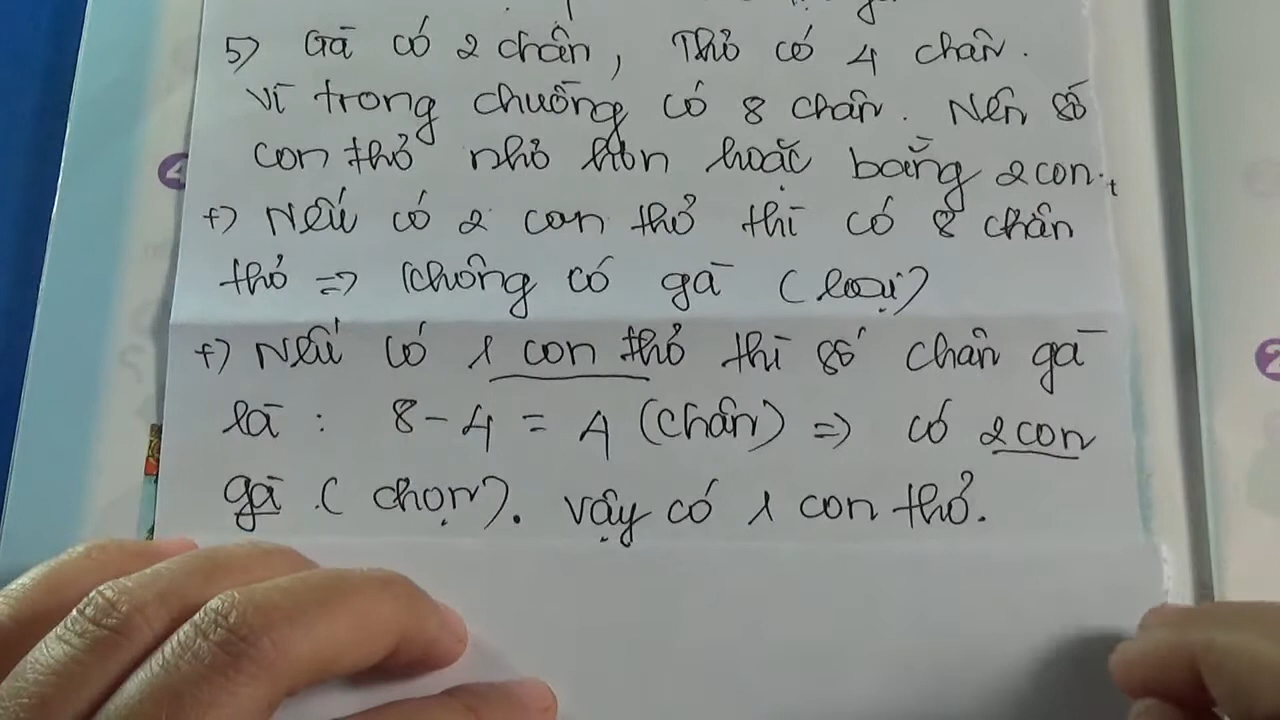 5) Gà có 2 chân, Thỏ có 4 chân.
Vì trong chuồng có 8 chân. Nên số
con thỏ nhỏ hơn hoặc bằng 2 con.
+) Nếu có 2 con thỏ thì có 8 chân
thỏ => không có gà (loại)
+) Nếu có 1 con thỏ thì số chân gà
là : 8 - 4 = 4 (chân) => có 2 con
gà (chọn). Vậy có 1 con thỏ.
4
2